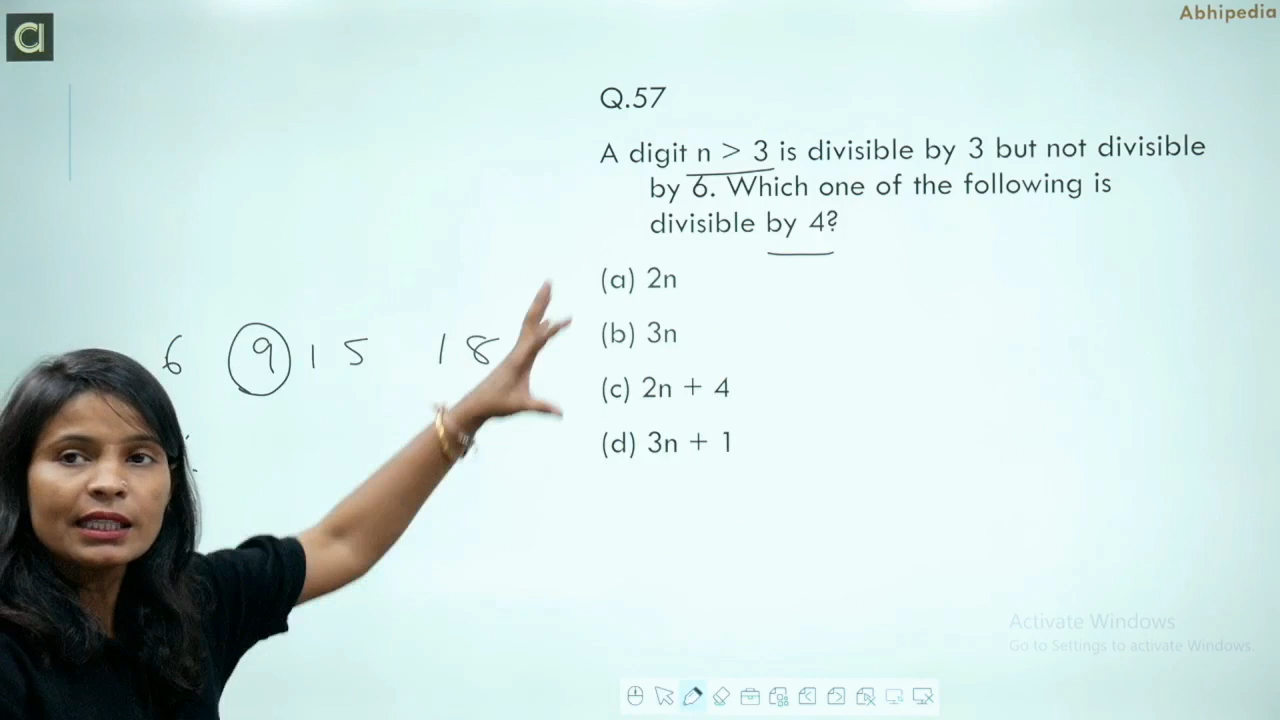 Abhipedia
Q.57
A digit n > 3 is divisible by 3 but not divisible
by 6. Which one of the following is
divisible by 4?
(a) 2n
(b) 3n
(c) 2n + 4
(d) 3n + 1
6 9 15 18
Activate Windows
Go to Settings to activate Windows.